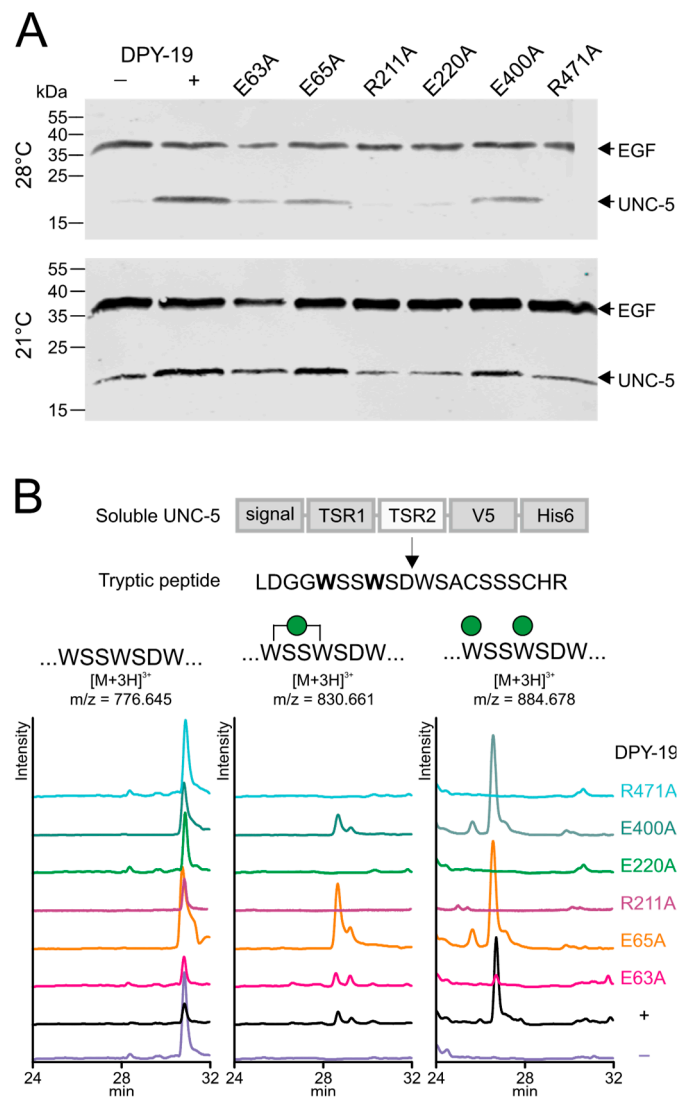 A
DPY-19
– + E63A E65A R211A E220A E400A R471A
kDa
28°C
55
40
35
25
15
EGF
UNC-5
21°C
55
40
35
25
15
EGF
UNC-5
B
Soluble UNC-5 signal TSR1 TSR2 V5 His6
Tryptic peptide LDGGWSSWSDWSACSSSCHR
...WSSWSDW... ...WSSWSDW... ...WSSWSDW...
[M+3H]3+ [M+3H]3+ [M+3H]3+
m/z = 776.645 m/z = 830.661 m/z = 884.678
Intensity Intensity Intensity
DPY-19
R471A
E400A
E220A
R211A
E65A
E63A
+
–
24 28 32 24 28 32 24 28 32
min min min